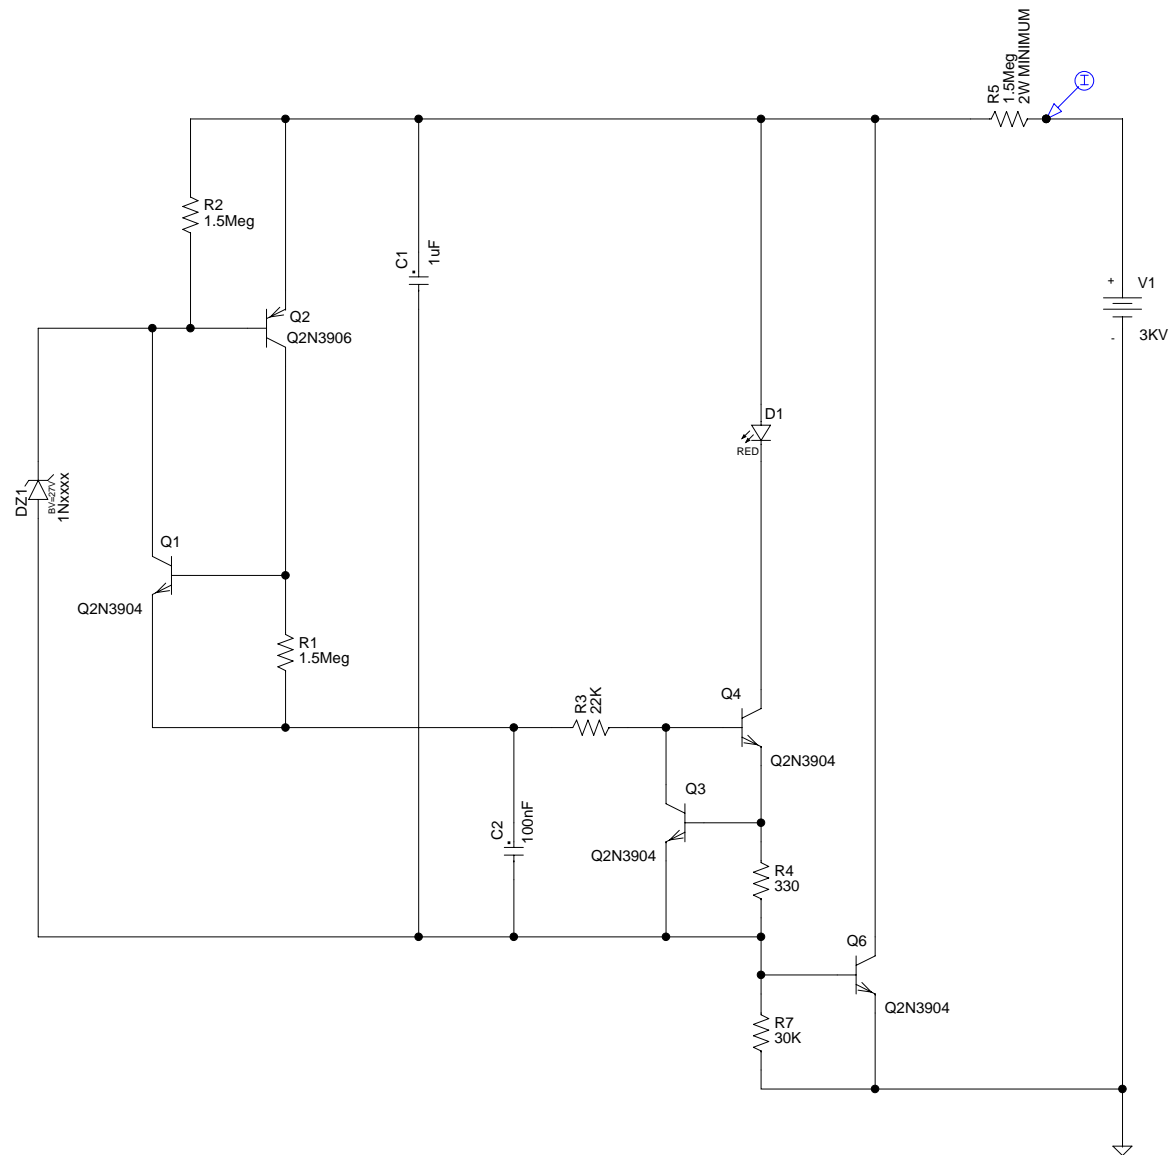 R5
1.5Meg
2W MINIMUM
I
R2
1.5Meg
C1
1uF
V1
+
-
3KV
Q2
Q2N3906
D1
RED
DZ1
BV=27V
1Nxxxx
Q1
Q2N3904
R1
1.5Meg
R3
22K
Q4
Q2N3904
C2
100nF
Q3
Q2N3904
R4
330
Q6
Q2N3904
R7
30K